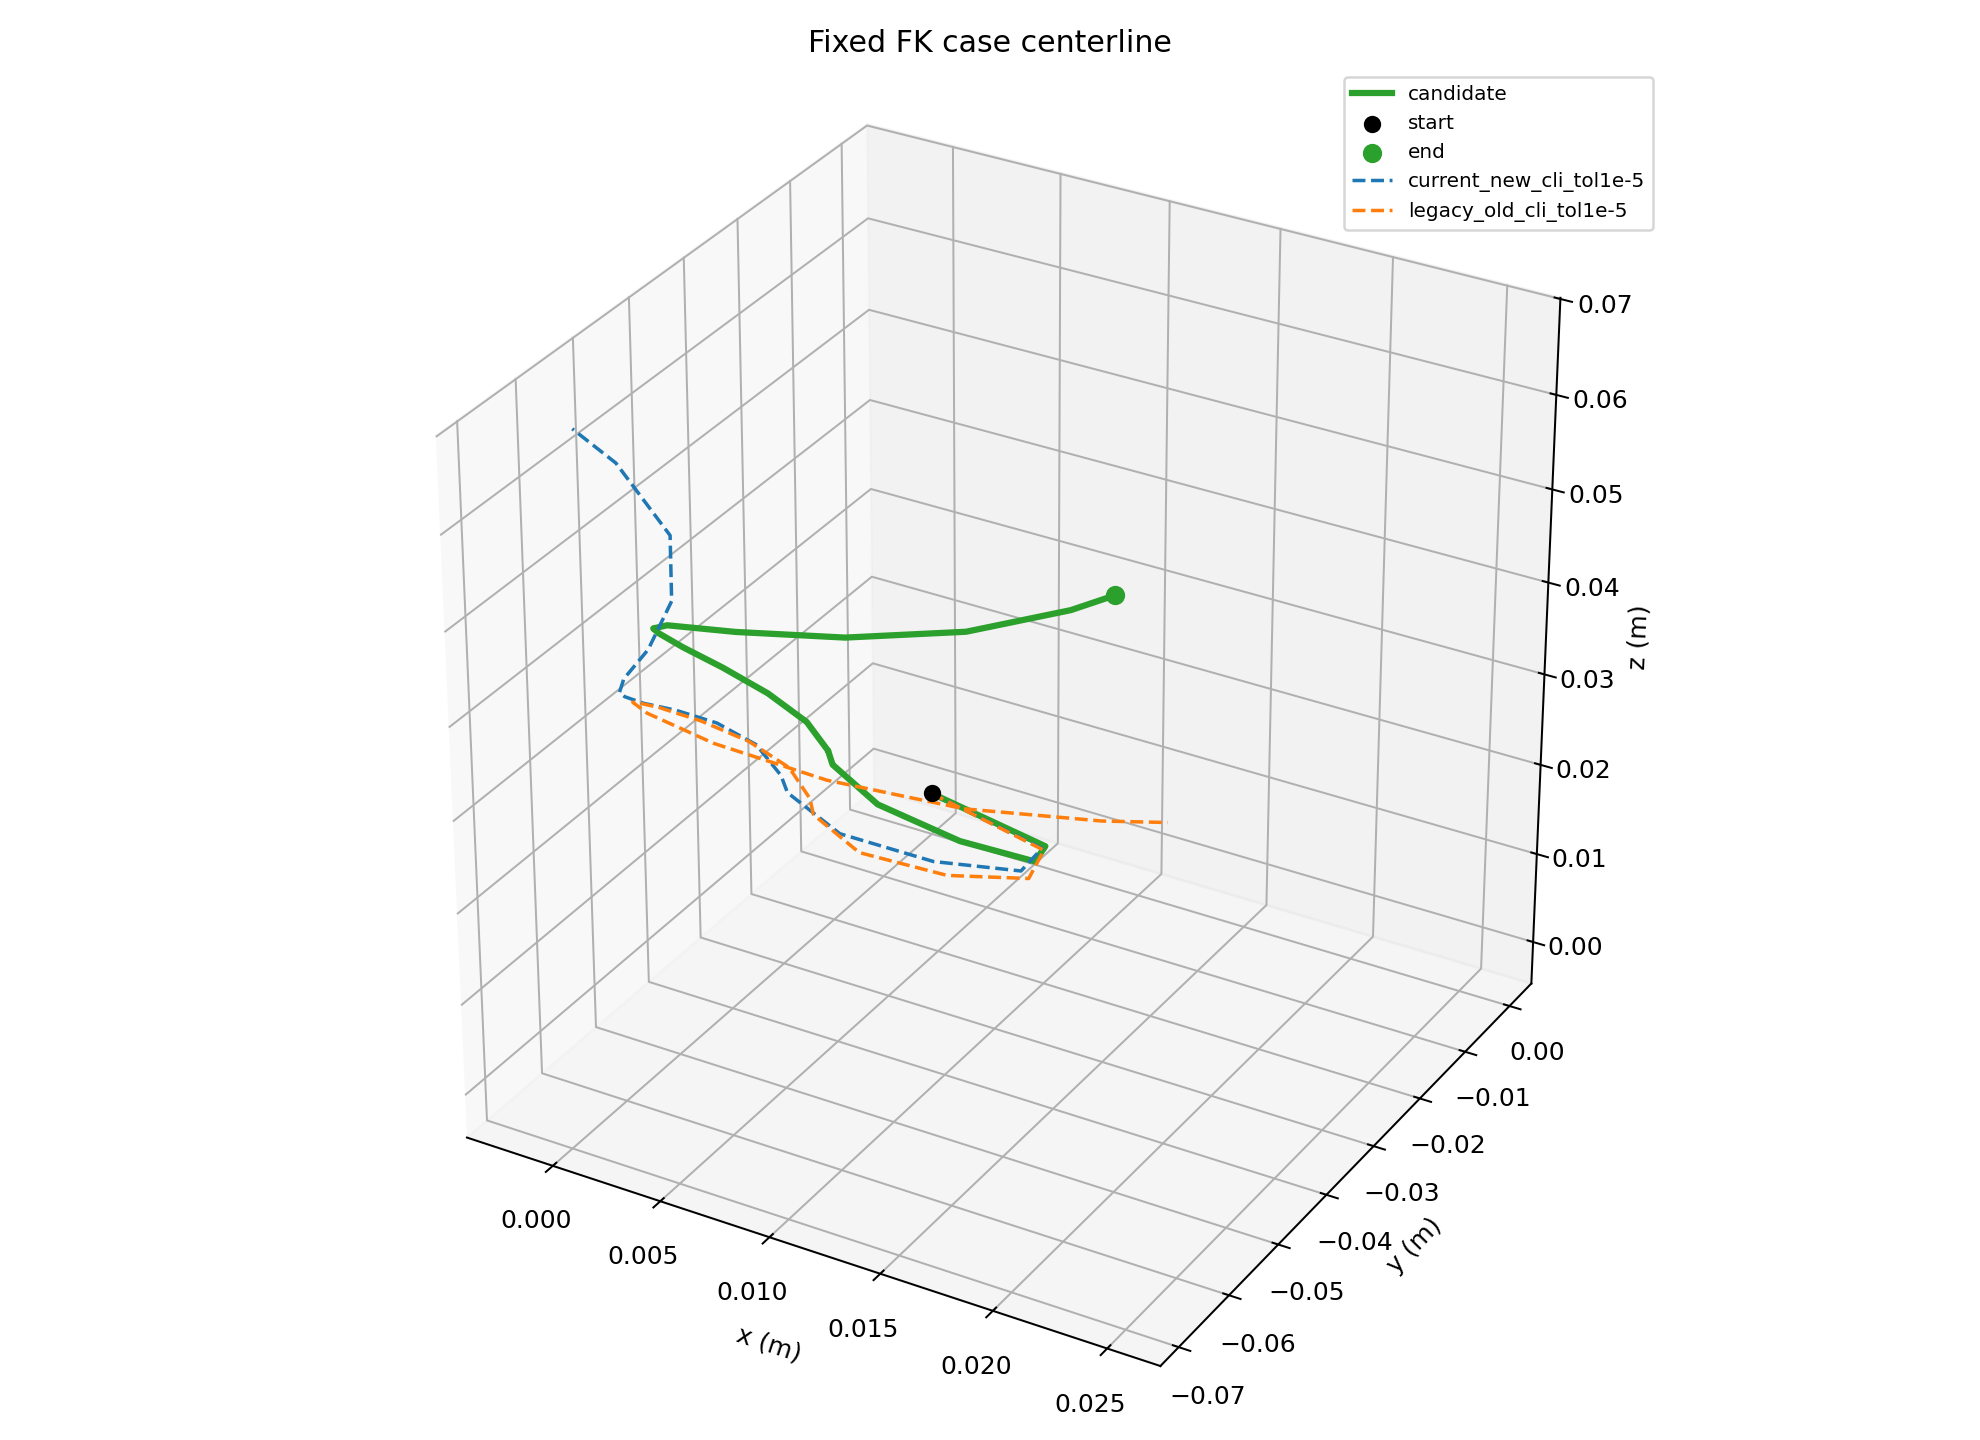 Fixed FK case centerline
candidate
start
end
current_new_cli_tol1e-5
legacy_old_cli_tol1e-5
0.07
0.06
0.05
0.04
0.03
0.02
0.01
0.00
z (m)
0.00
−0.01
−0.02
−0.03
−0.04
−0.05
−0.06
−0.07
y (m)
0.000
0.005
0.010
0.015
0.020
0.025
x (m)